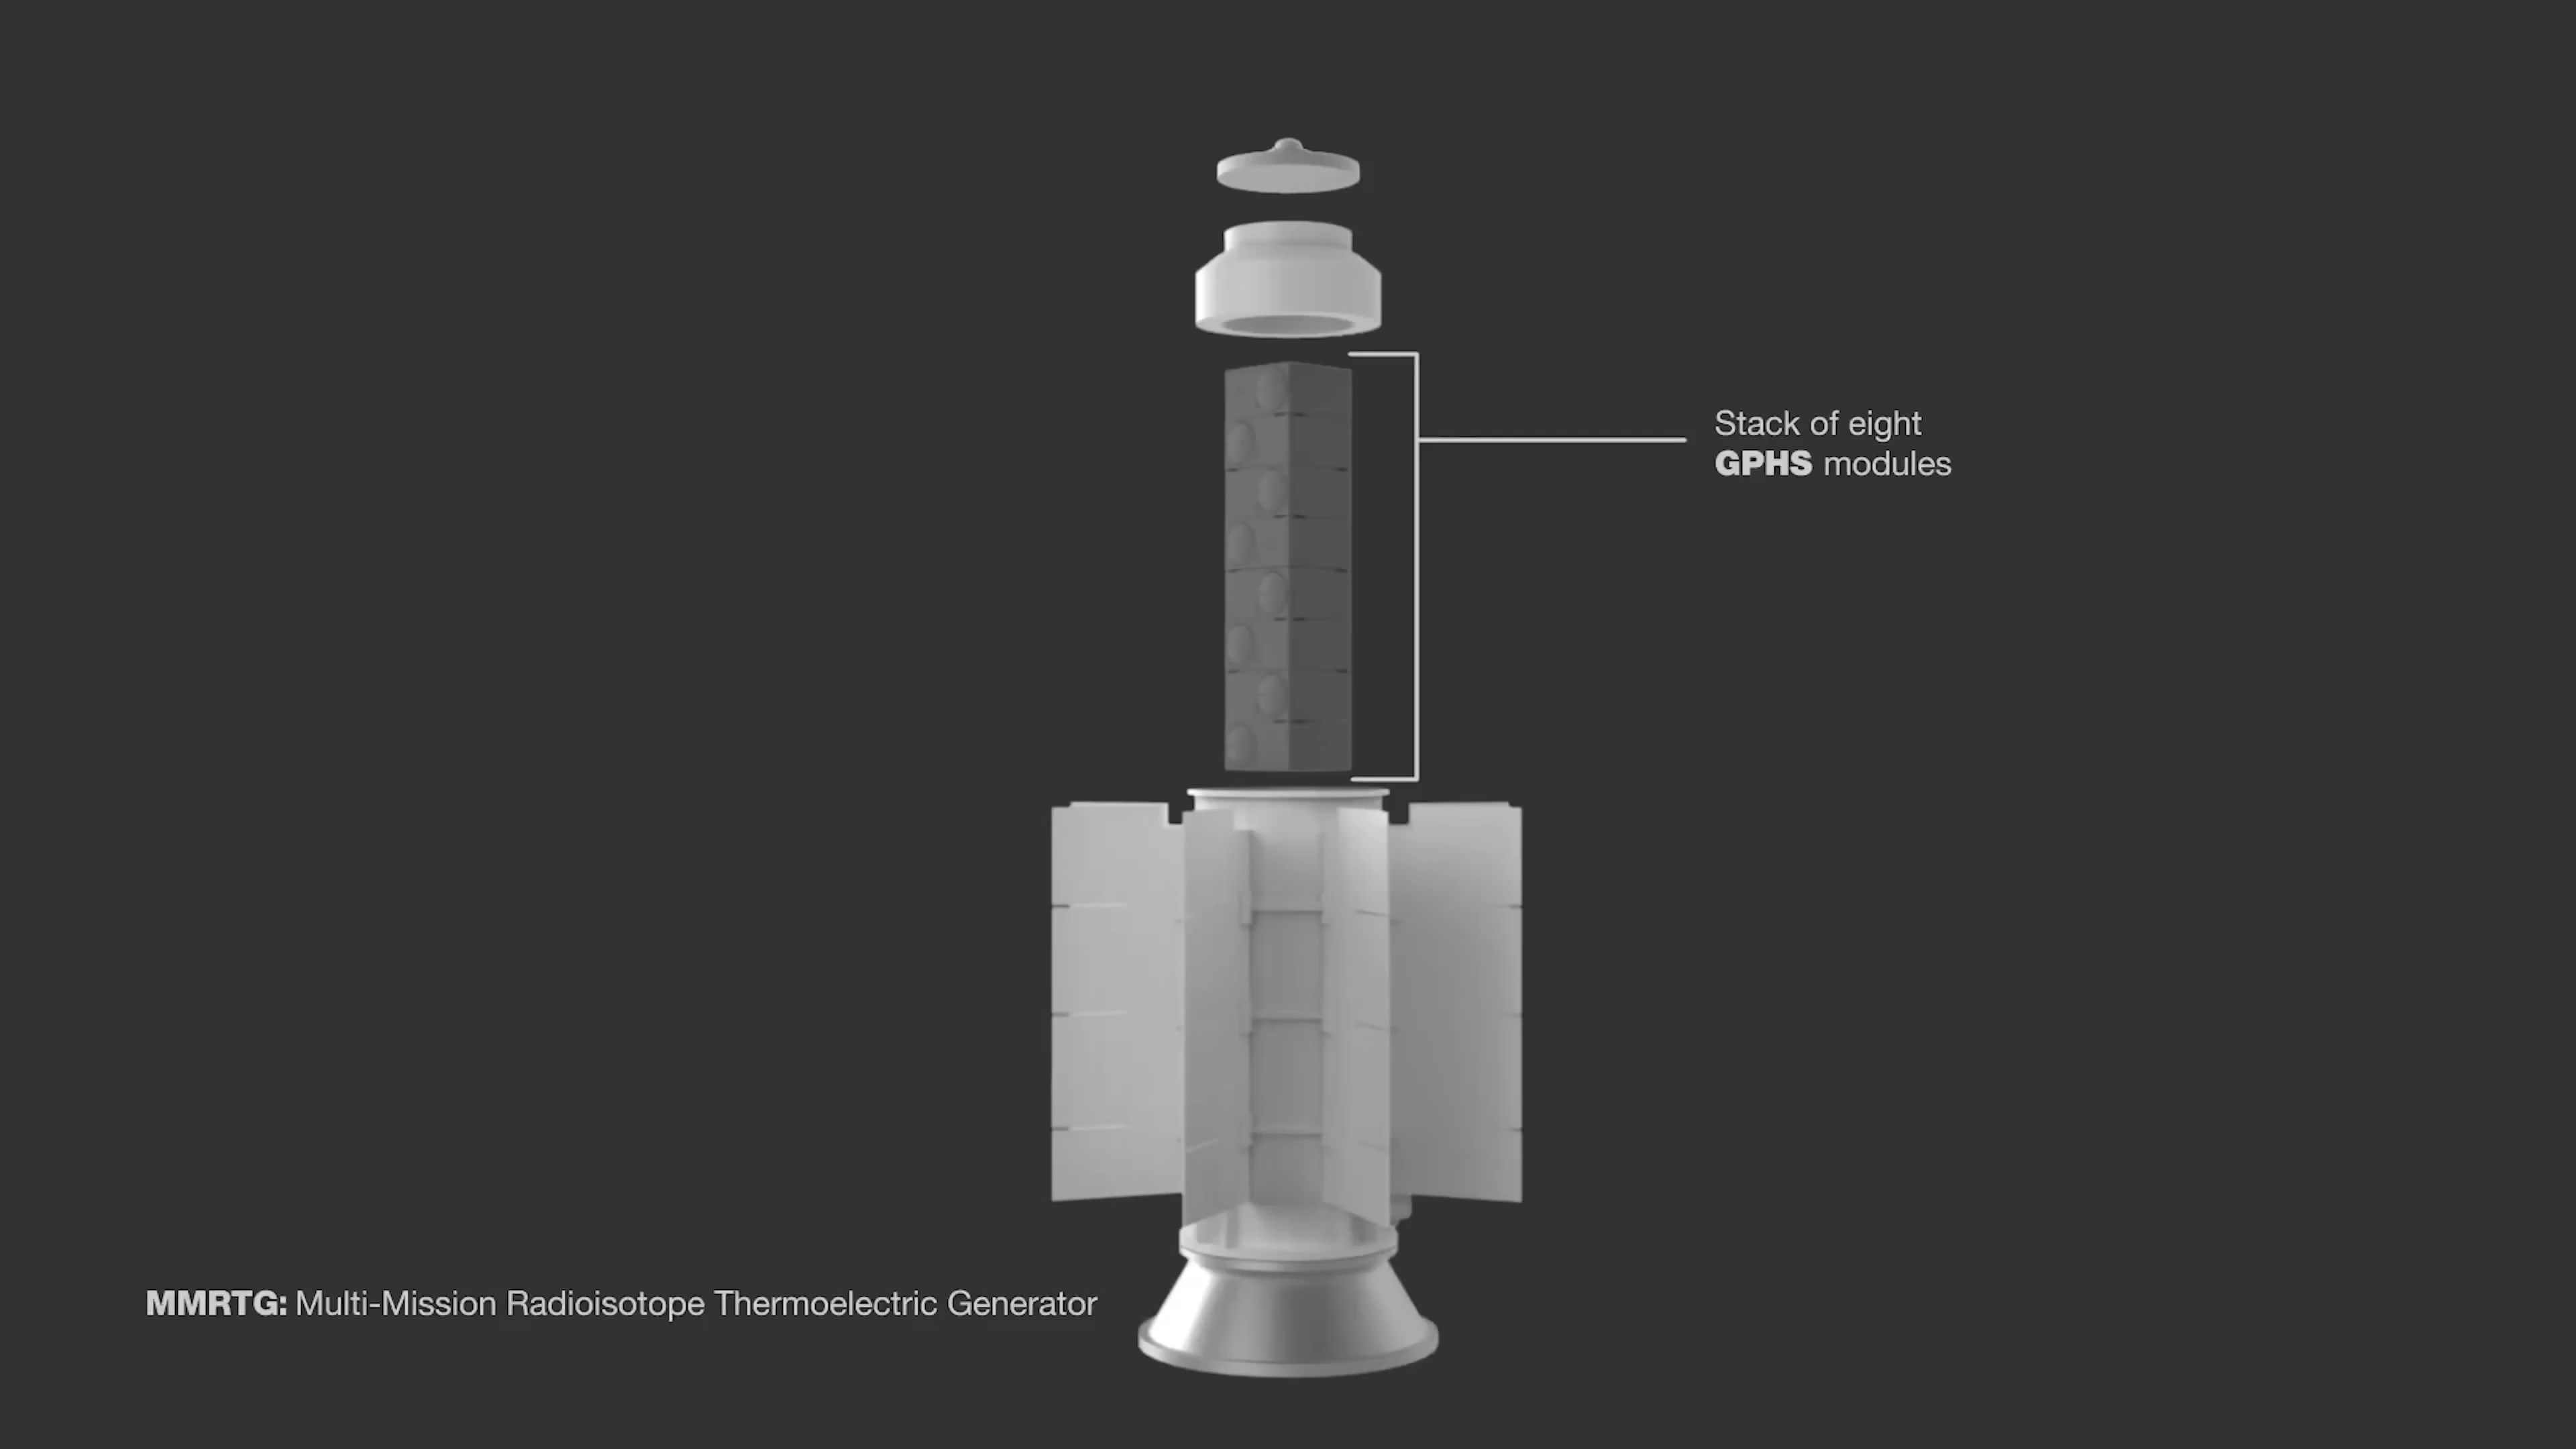 Stack of eight
GPHS modules
MMRTG: Multi-Mission Radioisotope Thermoelectric Generator